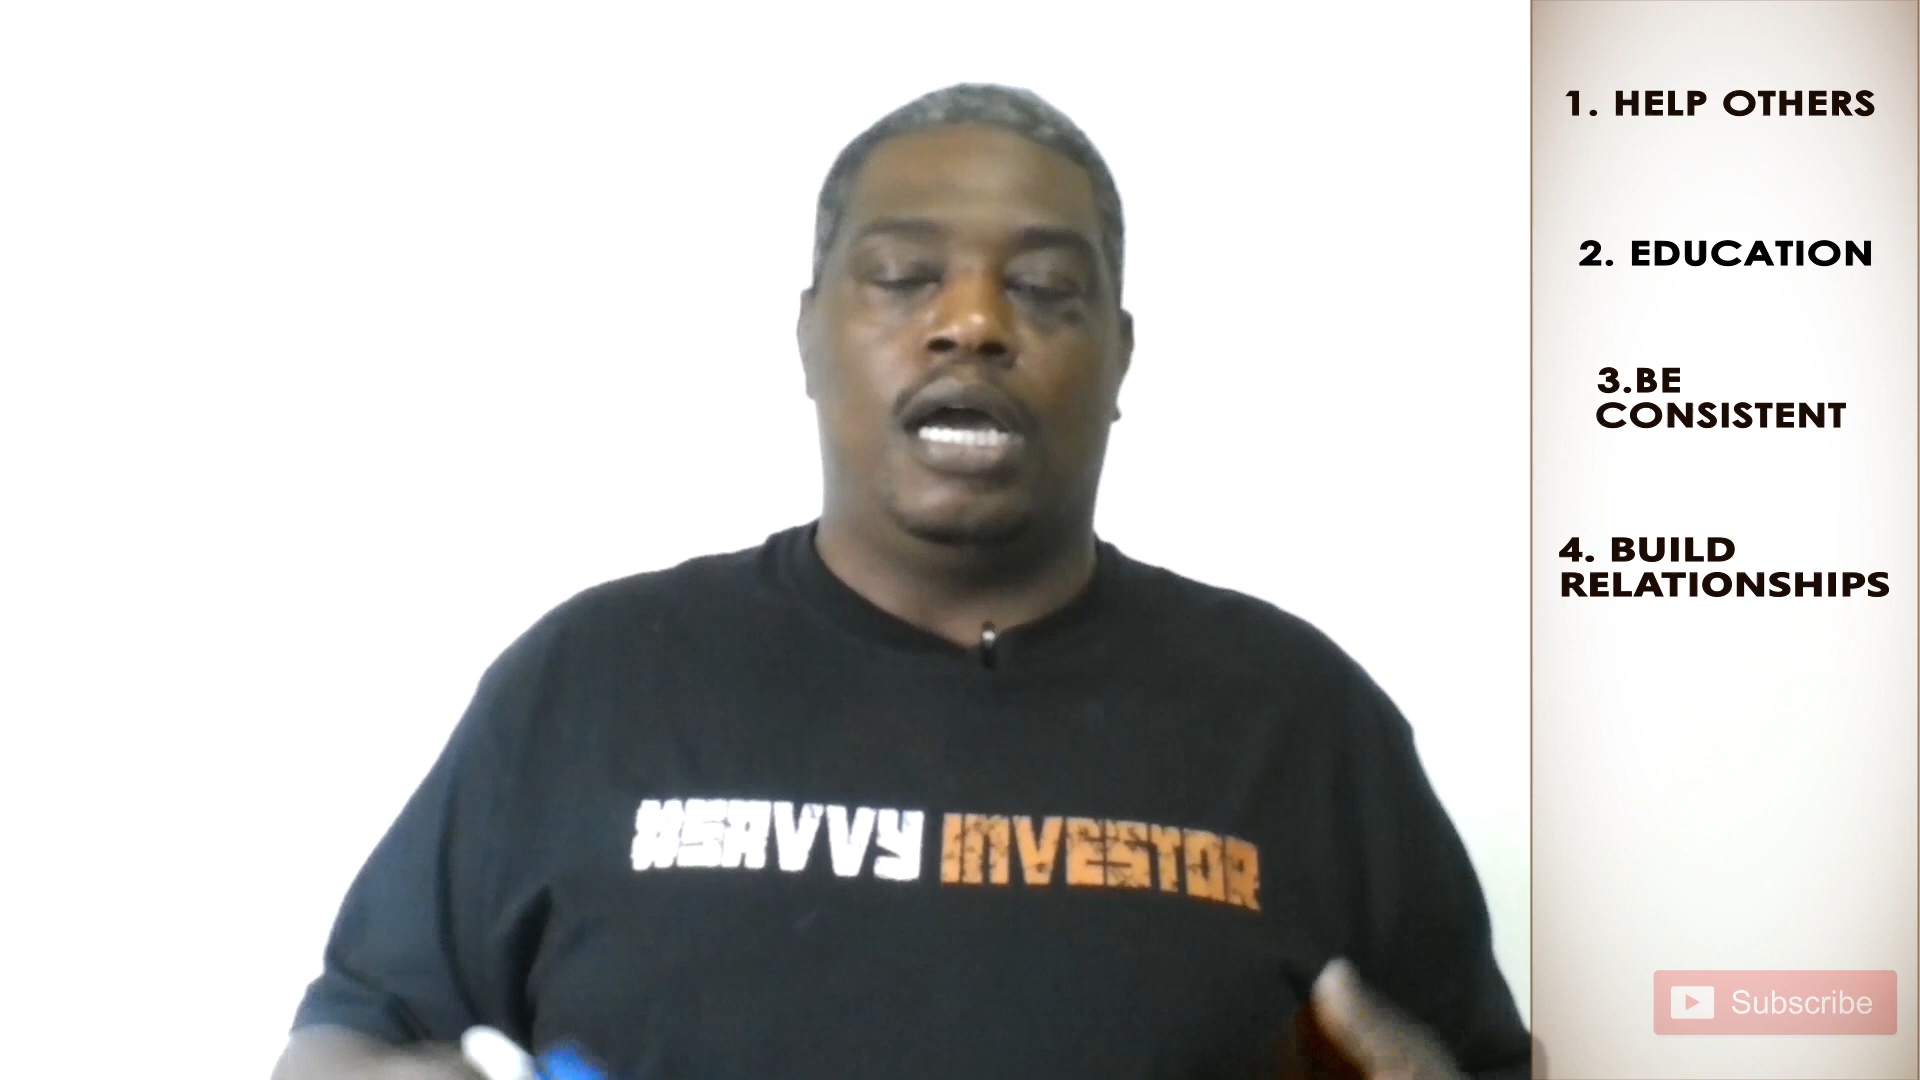 1. HELP OTHERS
2. EDUCATION
3.BE
CONSISTENT
4. BUILD
RELATIONSHIPS
#SAVVY INVESTOR
Subscribe